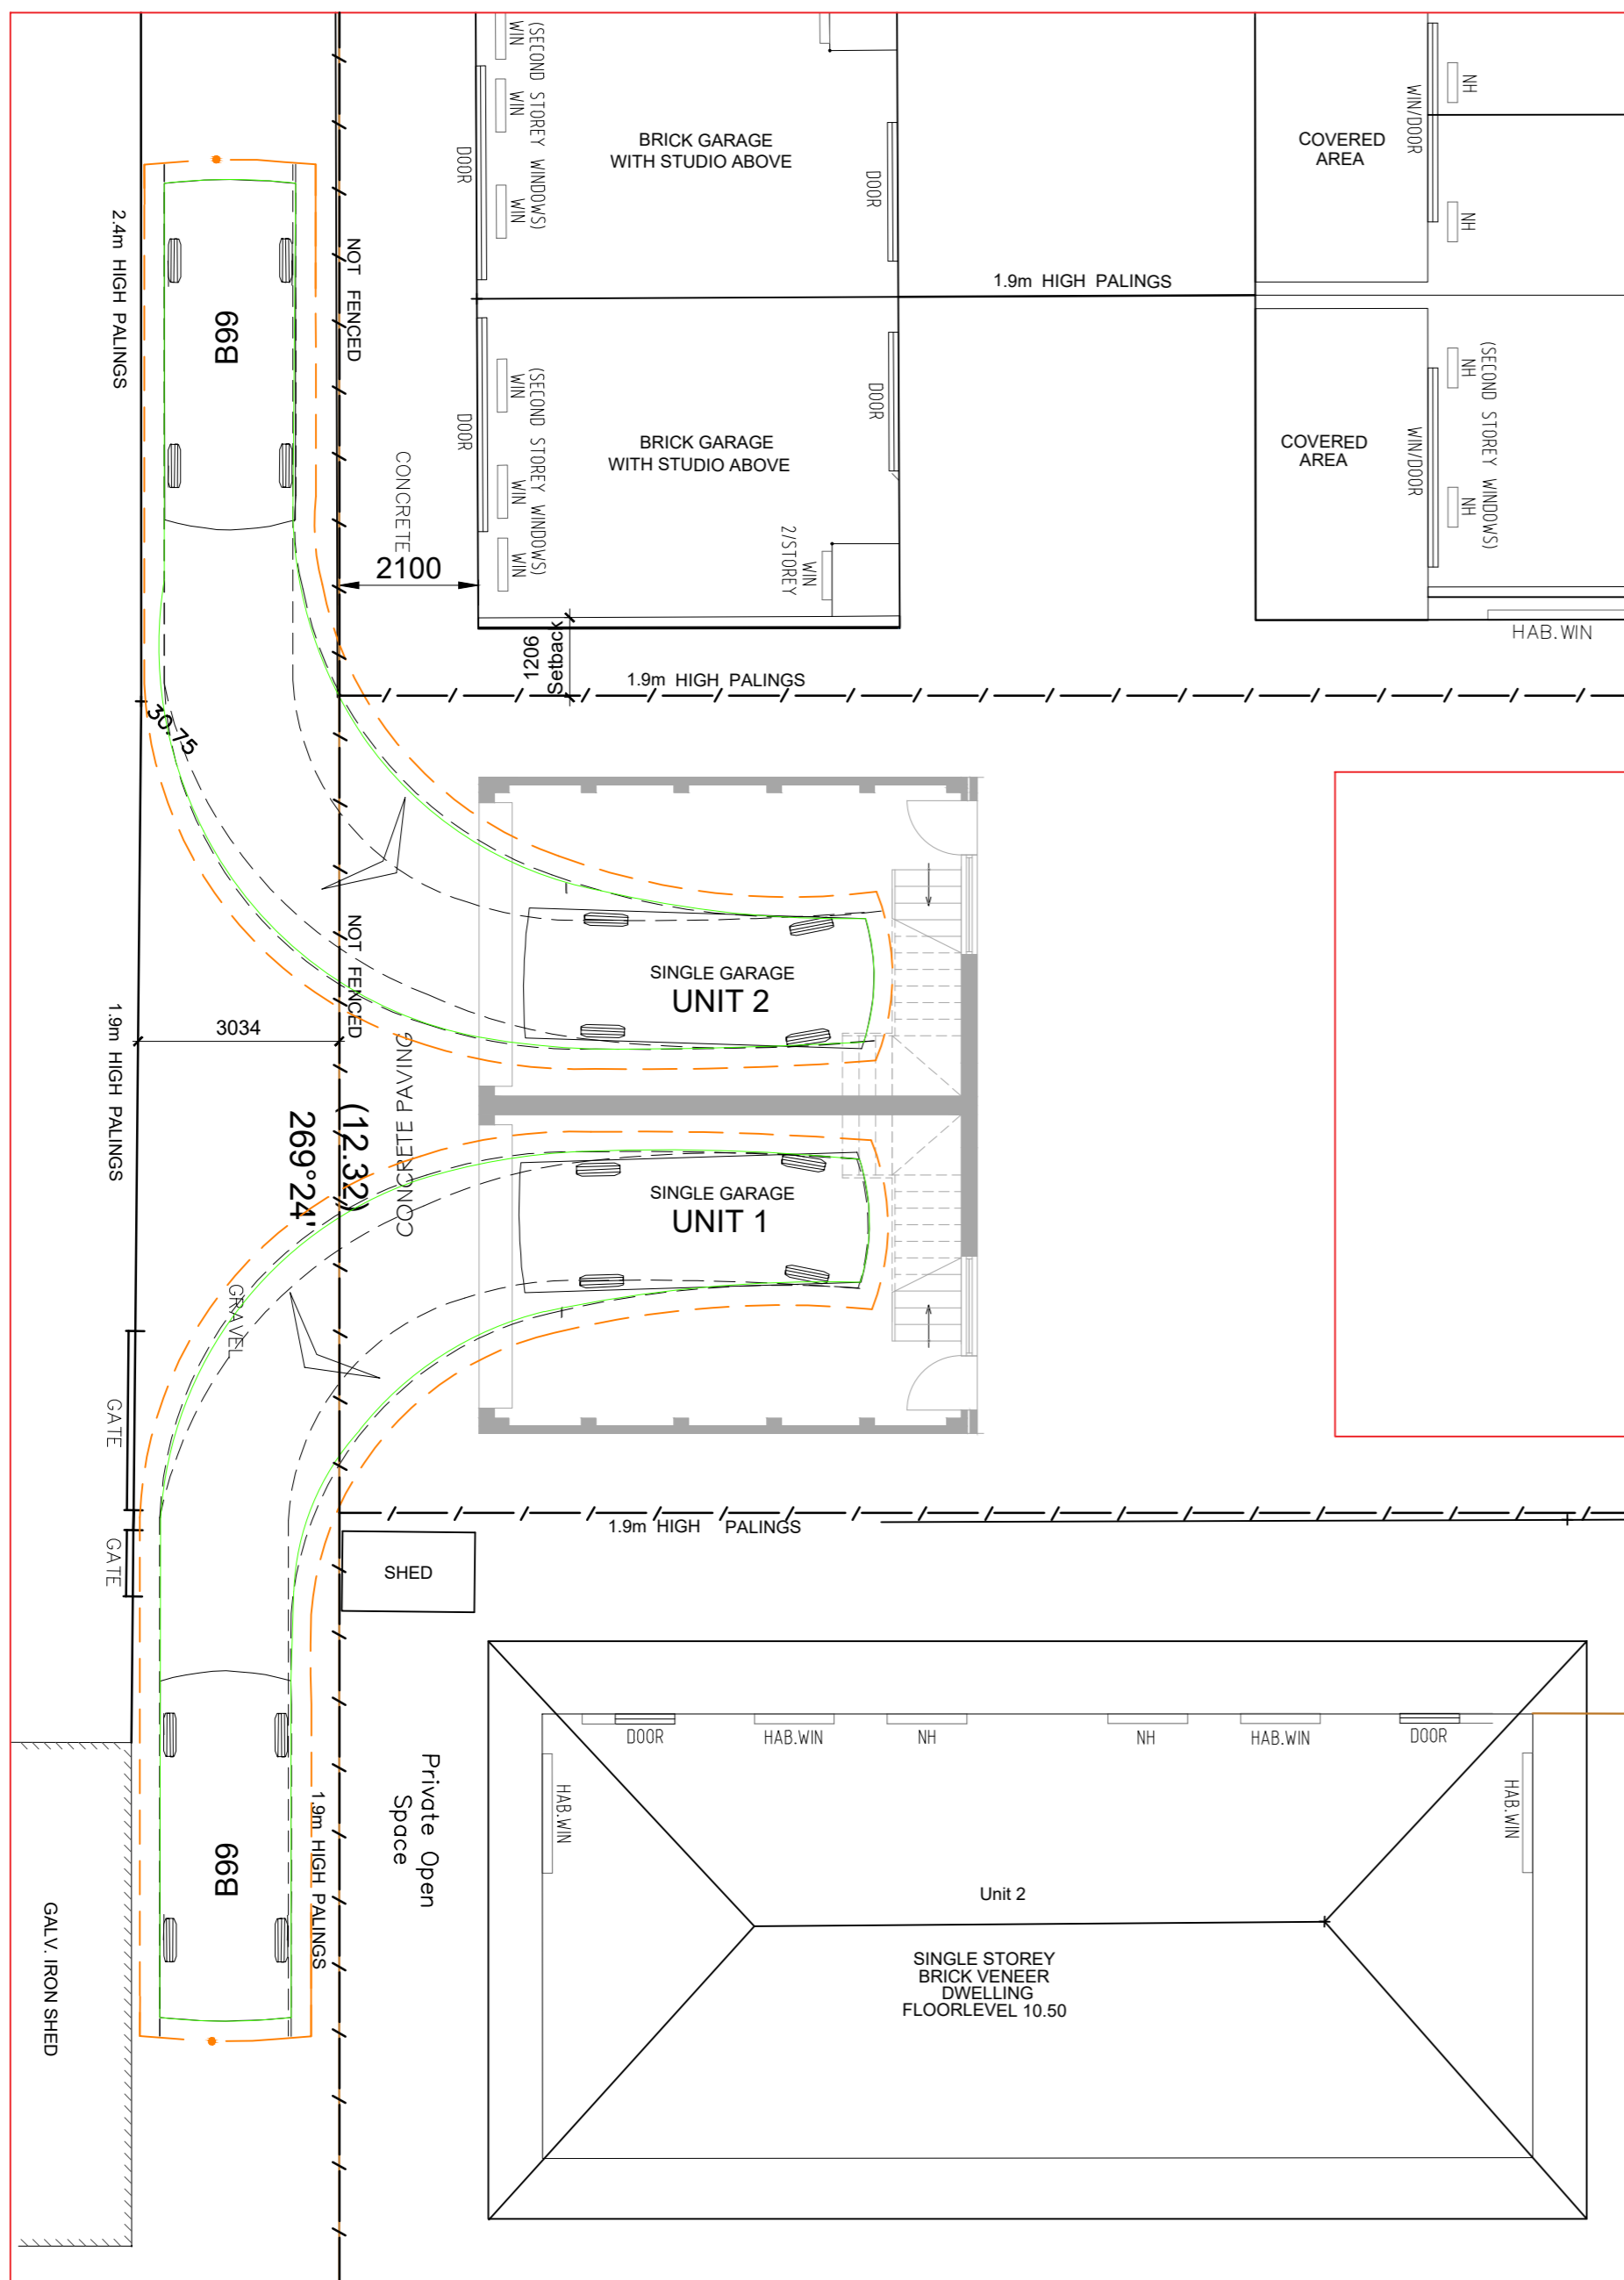 WIN
(SECOND STOREY WINDOWS)
WIN
WIN
DOOR
BRICK GARAGE
WITH STUDIO ABOVE
DOOR
COVERED
AREA
WIN/DOOR
NH
NH
2.4m HIGH PALINGS
NOT FENCED
B99
1.9m HIGH PALINGS
CONCRETE
2100
DOOR
WIN
(SECOND STOREY WINDOWS)
WIN
WIN
BRICK GARAGE
WITH STUDIO ABOVE
DOOR
WIN
2/STOREY
COVERED
AREA
WIN/DOOR
NH
(SECOND STOREY WINDOWS)
NH
HAB.WIN
1206
Setback
1.9m HIGH PALINGS
30.75
NOT FENCED
1.9m HIGH PALINGS
3034
CONCRETE PAVING
SINGLE GARAGE
UNIT 2
(12.32)
269°24'
SINGLE GARAGE
UNIT 1
GRAVEL
GATE
GATE
1.9m HIGH PALINGS
SHED
DOOR
HAB.WIN
NH
NH
HAB.WIN
DOOR
HAB.WIN
HAB.WIN
Private Open
Space
1.9m HIGH PALINGS
B99
Unit 2
SINGLE STOREY
BRICK VENEER
DWELLING
FLOORLEVEL 10.50
GALV. IRON SHED